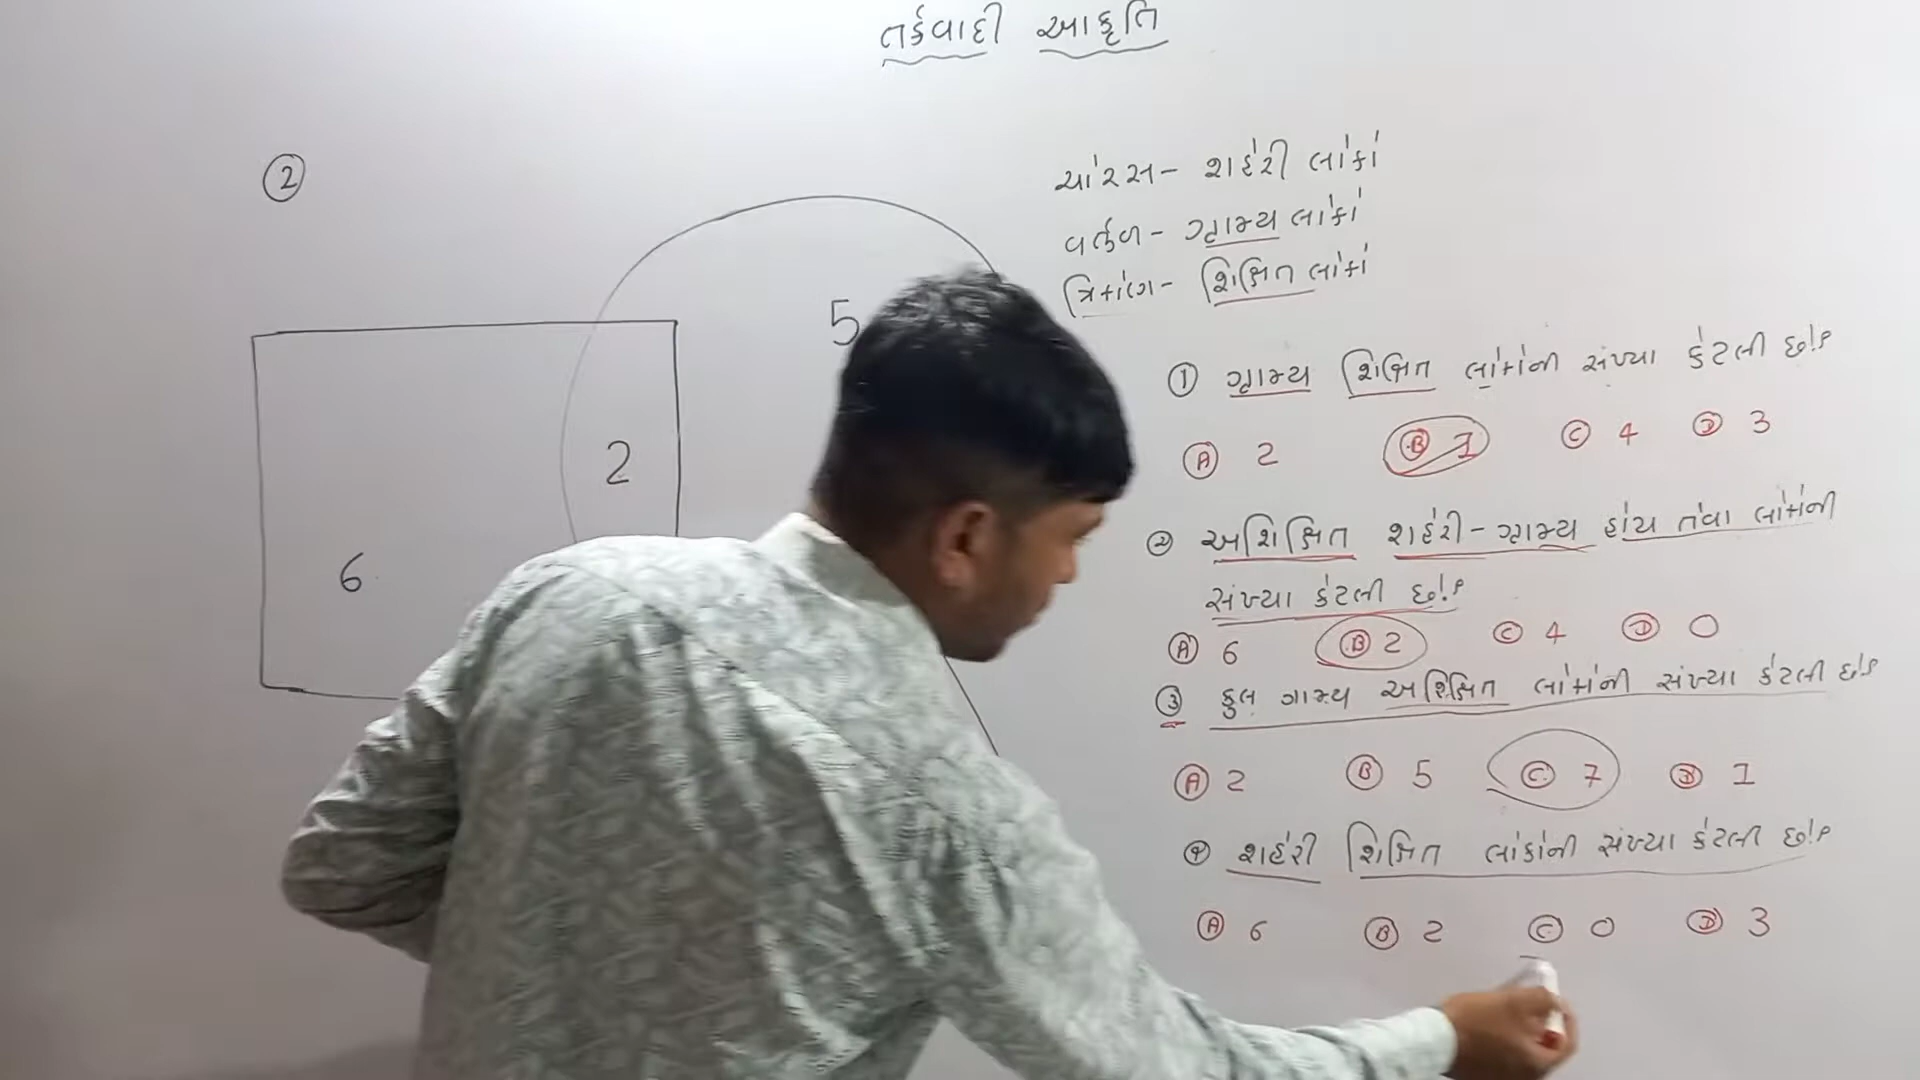 તર્કવાદી આકૃતિ
②
5
2
6
ચોરસ - શહેરી લોકો
વર્તુળ - ગ્રામ્ય લોકો
ત્રિકોણ - શિક્ષિત લોકો
① ગ્રામ્ય શિક્ષિત લોકોની સંખ્યા કેટલી છે?
Ⓐ 2 Ⓑ 1 Ⓒ 4 Ⓓ 3
② અશિક્ષિત શહેરી - ગ્રામ્ય હોય તેવા લોકોની
સંખ્યા કેટલી છે?
Ⓐ 6 Ⓑ 2 Ⓒ 4 Ⓓ 0
③ કુલ ગામ્ય અશિક્ષિત લોકોની સંખ્યા કેટલી છે?
Ⓐ 2 Ⓑ 5 Ⓒ 7 Ⓓ 1
④ શહેરી શિક્ષિત લોકોની સંખ્યા કેટલી છે?
Ⓐ 6 Ⓑ 2 Ⓒ 0 Ⓓ 3